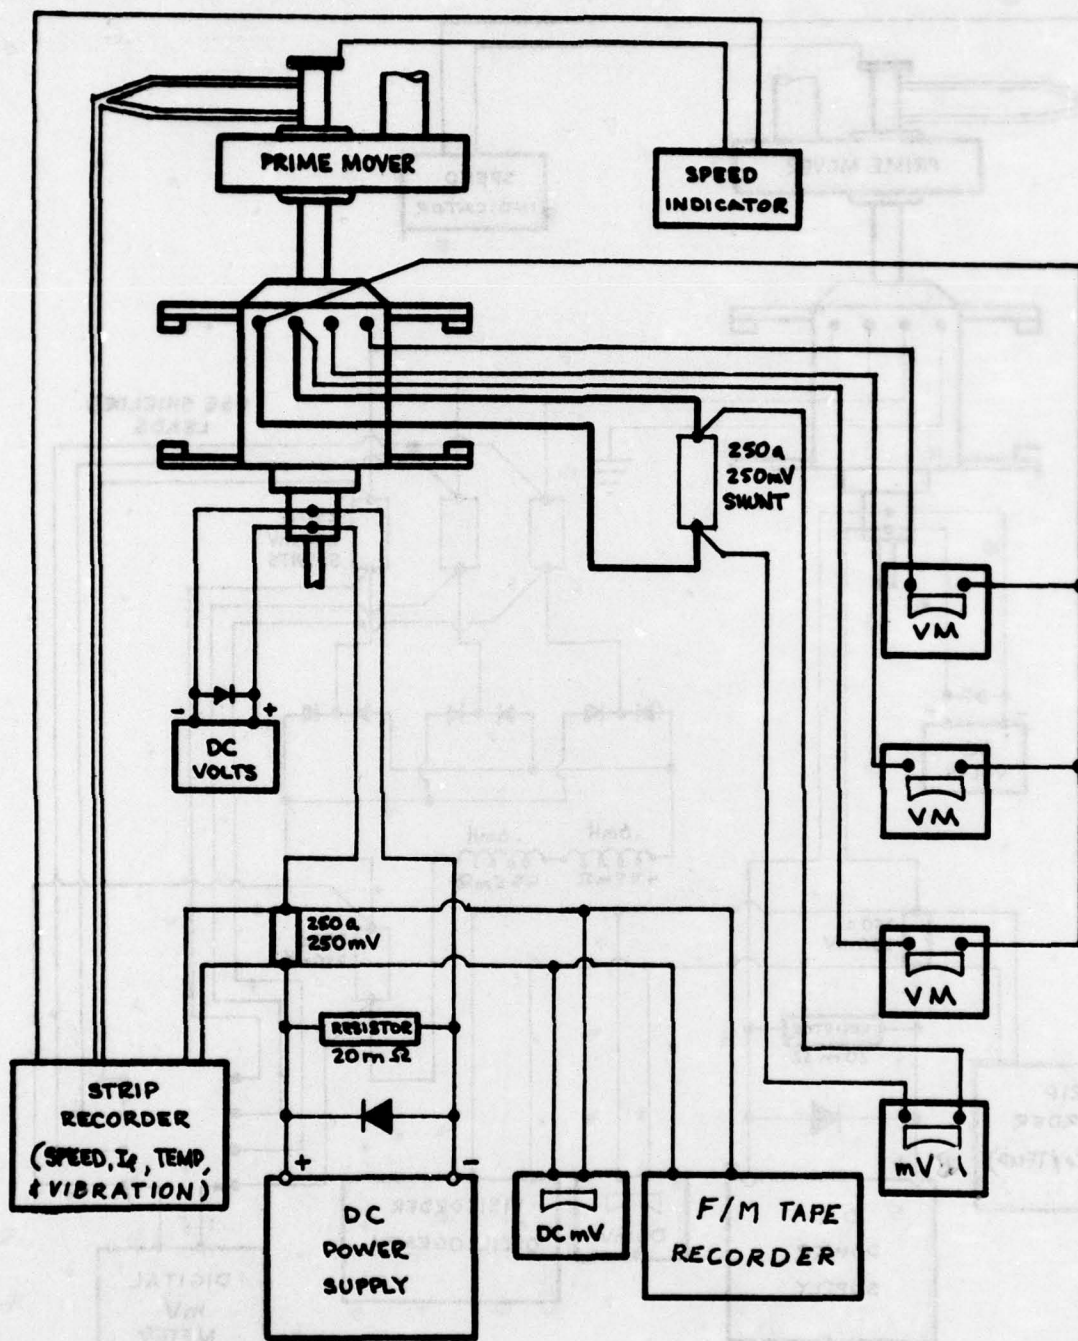 PRIME MOVER
SPEED
INDICATOR
250a
250mV
SHUNT
VM
- +
DC
VOLTS
VM
250a
250mV
VM
RESISTOR
20mΩ
STRIP
RECORDER
(SPEED, If, TEMP,
& VIBRATION)
+ -
DC
POWER
SUPPLY
DC mV
F/M TAPE
RECORDER